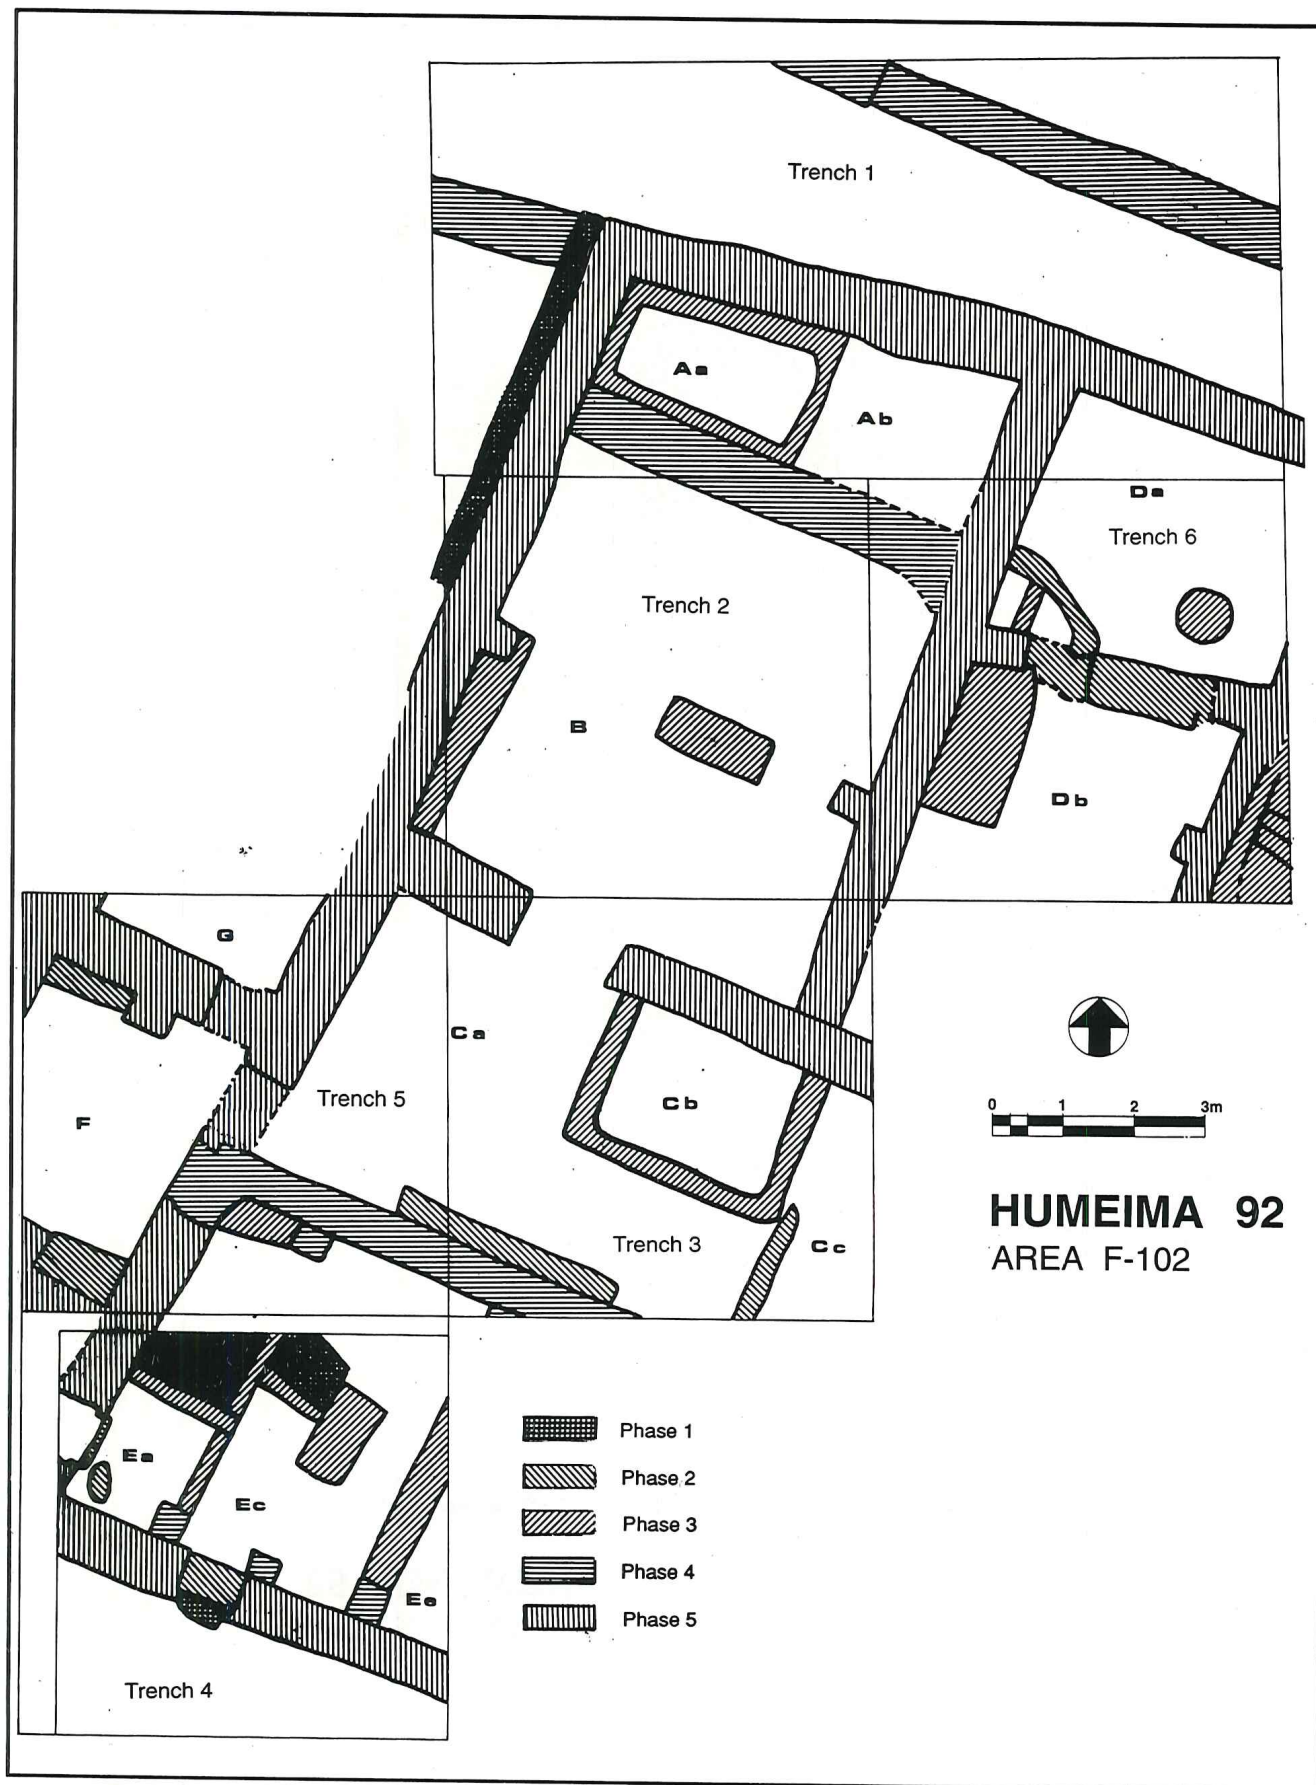 Trench 1
Aa
Ab
Da
Trench 6
Trench 2
B
Db
G
Ca
Trench 5
Cb
F
0 1 2 3m
HUMEIMA 92
AREA F-102
Trench 3
Cc
Phase 1
Ea
Phase 2
Ec
Phase 3
Phase 4
Ee
Phase 5
Trench 4